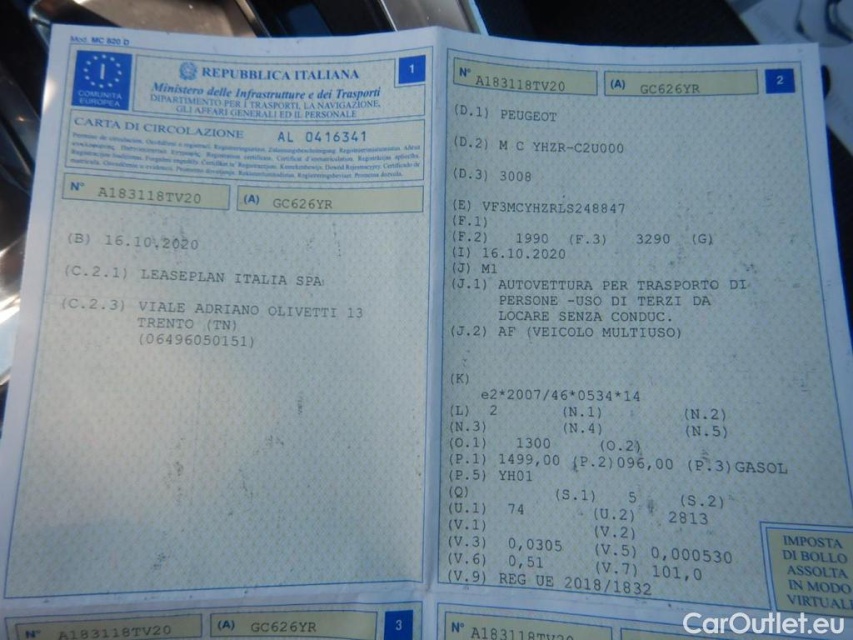 Mod. MC 820 D
COMUNITÀ EUROPEA
I
REPUBBLICA ITALIANA
1
Ministero delle Infrastrutture e dei Trasporti
DIPARTIMENTO PER I TRASPORTI, LA NAVIGAZIONE,
GLI AFFARI GENERALI ED IL PERSONALE
CARTA DI CIRCOLAZIONE AL 0416341
N° A183118TV20 (A) GC626YR
(B) 16.10.2020
(C.2.1) LEASEPLAN ITALIA SPA
(C.2.3) VIALE ADRIANO OLIVETTI 13
TRENTO (TN)
(06496050151)
N° A183118TV20 (A) GC626YR 3
N° A183118TV20 (A) GC626YR 2
(D.1) PEUGEOT
(D.2) M C YHZR-C2U000
(D.3) 3008
(E) VF3MCYHZRLS248847
(F.1)
(F.2) 1990 (F.3) 3290 (G)
(I) 16.10.2020
(J) M1
(J.1) AUTOVETTURA PER TRASPORTO DI
PERSONE -USO DI TERZI DA
LOCARE SENZA CONDUC.
(J.2) AF (VEICOLO MULTIUSO)
(K)
e2*2007/46*0534*14
(L) 2 (N.1) (N.2)
(N.3) (N.4) (N.5)
(O.1) 1300 (O.2)
(P.1) 1499,00 (P.2)096,00 (P.3)GASOL
(P.5) YH01
(Q) (S.1) 5 (S.2)
(U.1) 74 (U.2) 2813
(V.1) (V.2)
(V.3) 0,0305 (V.5) 0,000530
(V.6) 0,51 (V.7) 101,0
(V.9) REG UE 2018/1832
IMPOSTA
DI BOLLO
ASSOLTA
IN MODO
VIRTUALE
N° A183118TV20
CarOutlet.eu